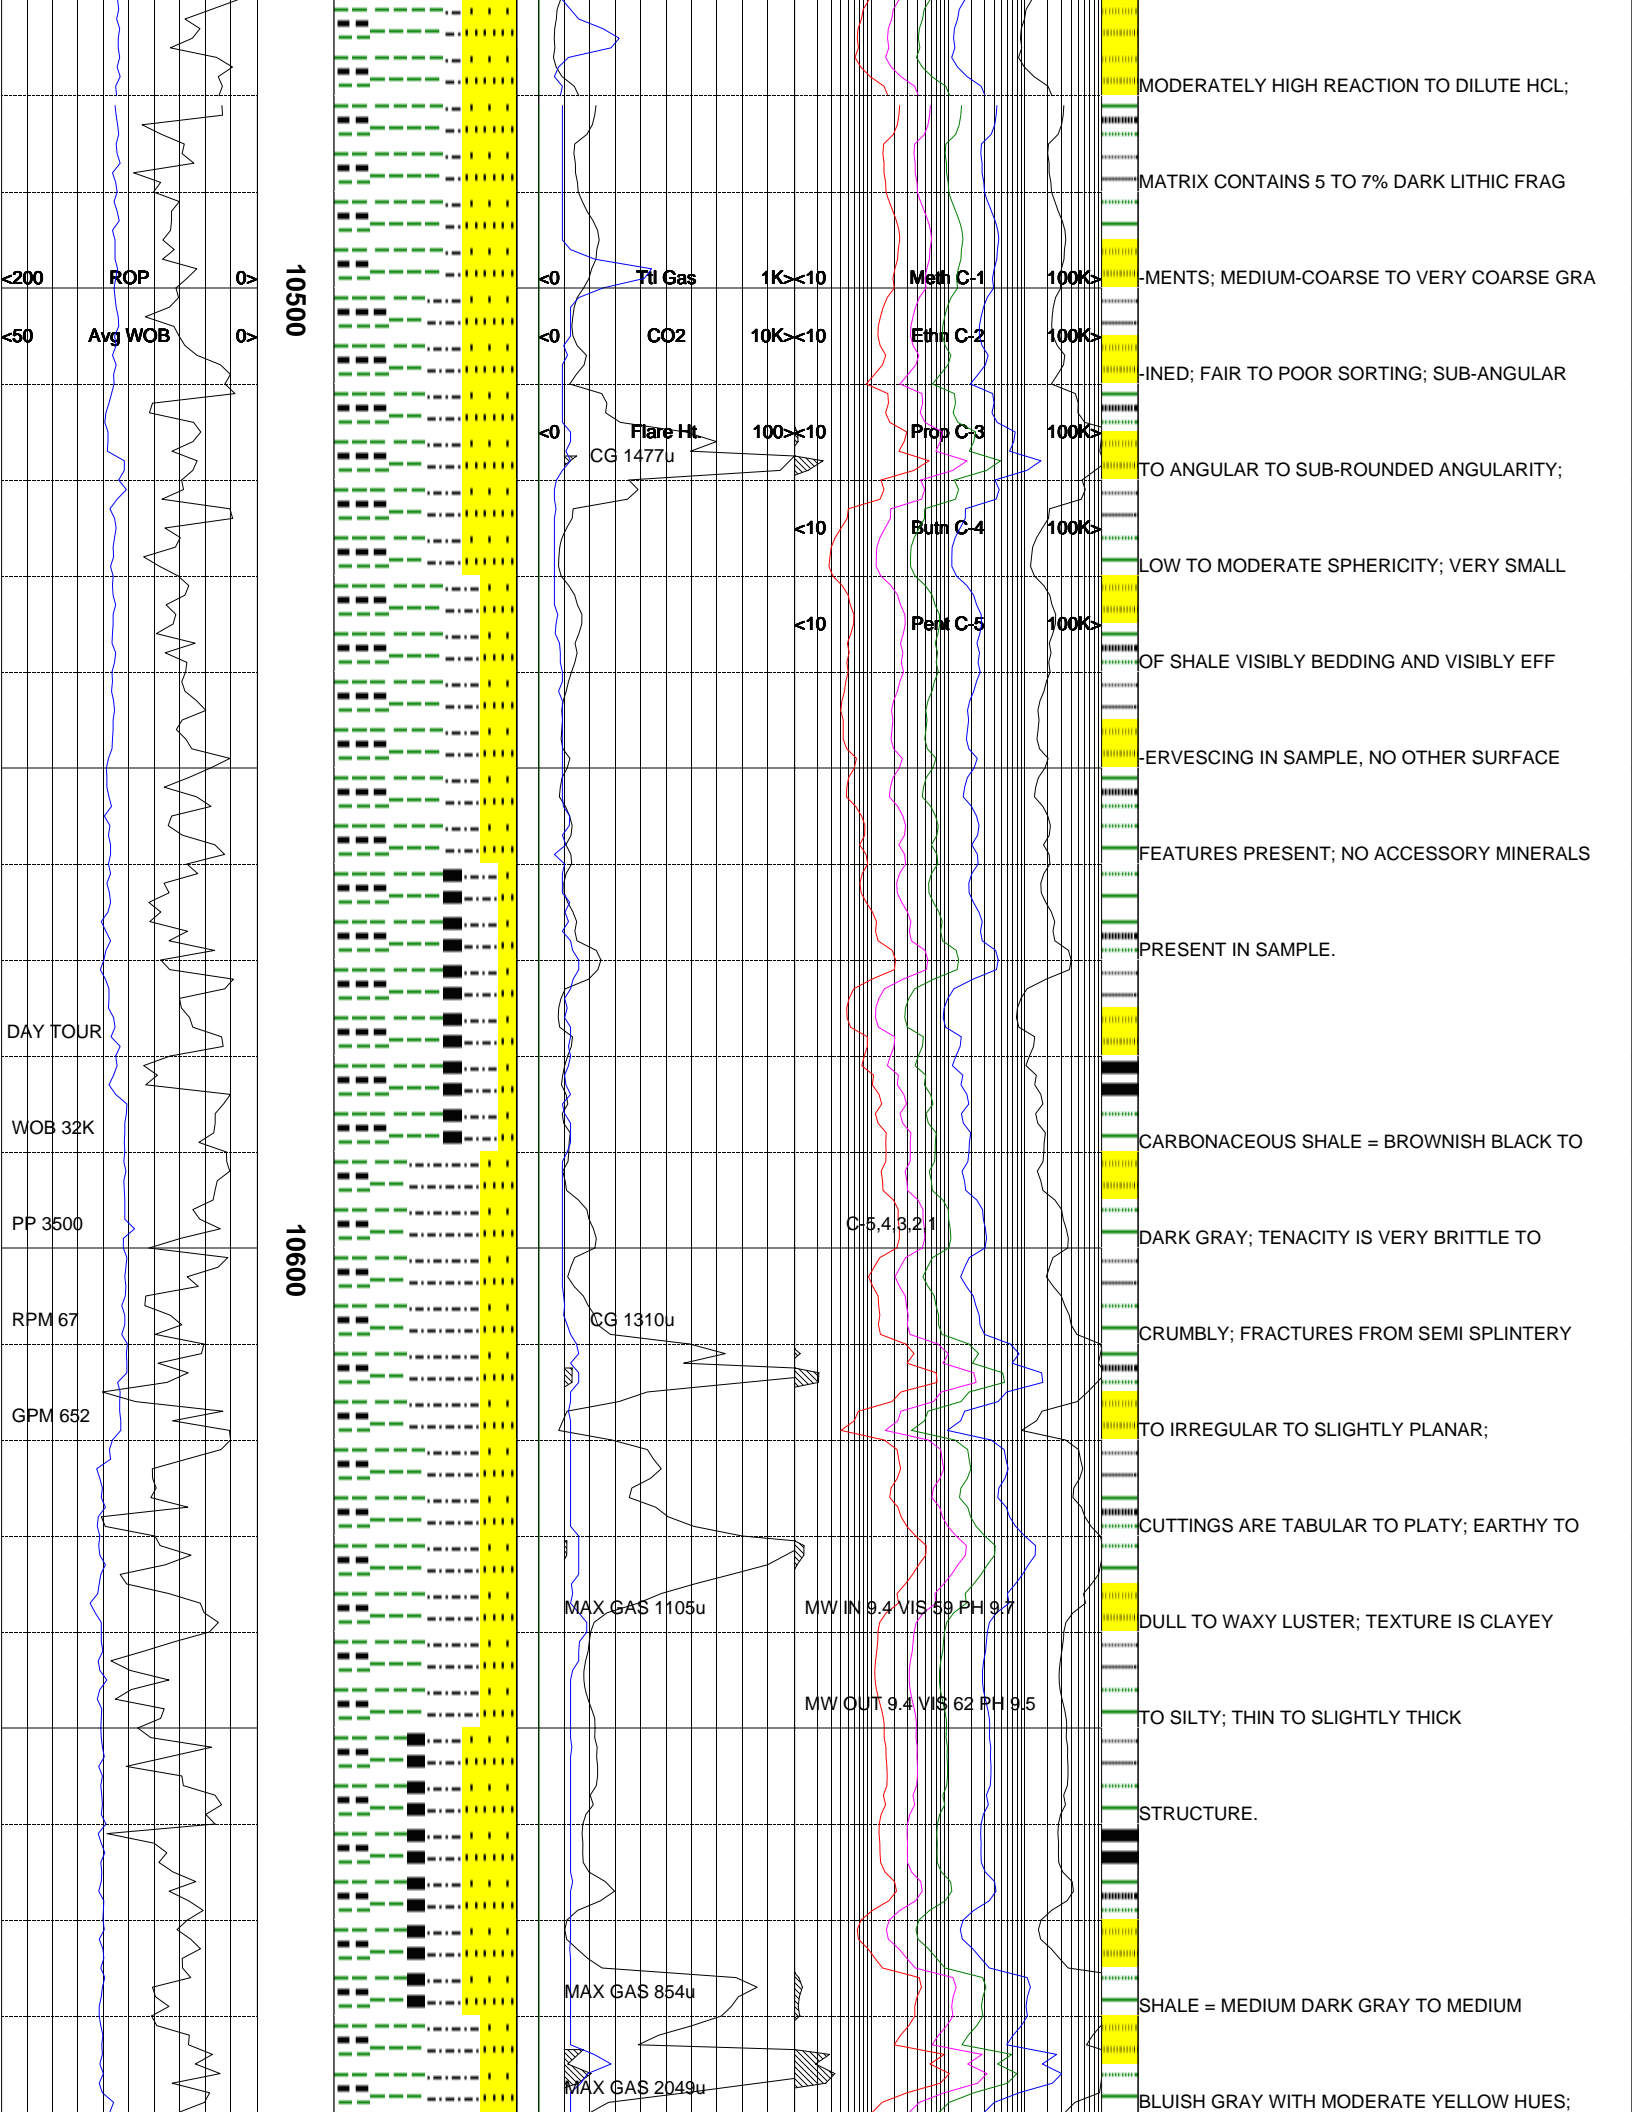 MODERATELY HIGH REACTION TO DILUTE HCL;
MATRIX CONTAINS 5 TO 7% DARK LITHIC FRAG
<200 ROP 0> 10500 <0 Ttl Gas 1K><10 Meth C-1 100K> -MENTS; MEDIUM-COARSE TO VERY COARSE GRA
<50 Avg WOB 0> <0 CO2 10K><10 Ethn C-2 100K>
-INED; FAIR TO POOR SORTING; SUB-ANGULAR
<0 Flare Ht. 100><10 Prop C-3 100K>
CG 1477u
TO ANGULAR TO SUB-ROUNDED ANGULARITY;
<10 Butn C-4 100K>
LOW TO MODERATE SPHERICITY; VERY SMALL
<10 Pent C-5 100K>
OF SHALE VISIBLY BEDDING AND VISIBLY EFF
-ERVESCING IN SAMPLE, NO OTHER SURFACE
FEATURES PRESENT; NO ACCESSORY MINERALS
PRESENT IN SAMPLE.
DAY TOUR
WOB 32K
CARBONACEOUS SHALE = BROWNISH BLACK TO
PP 3500 C-5,4,3,2,1
DARK GRAY; TENACITY IS VERY BRITTLE TO
10600
RPM 67 CG 1310u
CRUMBLY; FRACTURES FROM SEMI SPLINTERY
GPM 652
TO IRREGULAR TO SLIGHTLY PLANAR;
CUTTINGS ARE TABULAR TO PLATY; EARTHY TO
MAX GAS 1105u MW IN 9.4 VIS 59 PH 9.7
DULL TO WAXY LUSTER; TEXTURE IS CLAYEY
MW OUT 9.4 VIS 62 PH 9.5
TO SILTY; THIN TO SLIGHTLY THICK
STRUCTURE.
MAX GAS 854u
SHALE = MEDIUM DARK GRAY TO MEDIUM
MAX GAS 2049u
BLUISH GRAY WITH MODERATE YELLOW HUES;